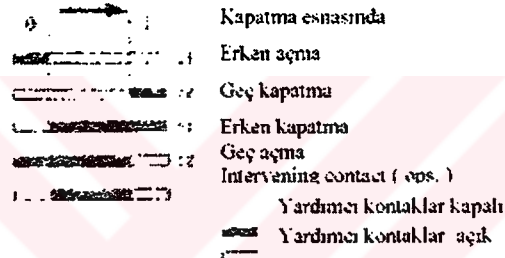 Kapatma esnasında
Erken açma
Geç kapatma
Erken kapatma
Geç açma
Intervening contact ( ops. )
Yardımcı kontaklar kapalı
Yardımcı kontaklar açık